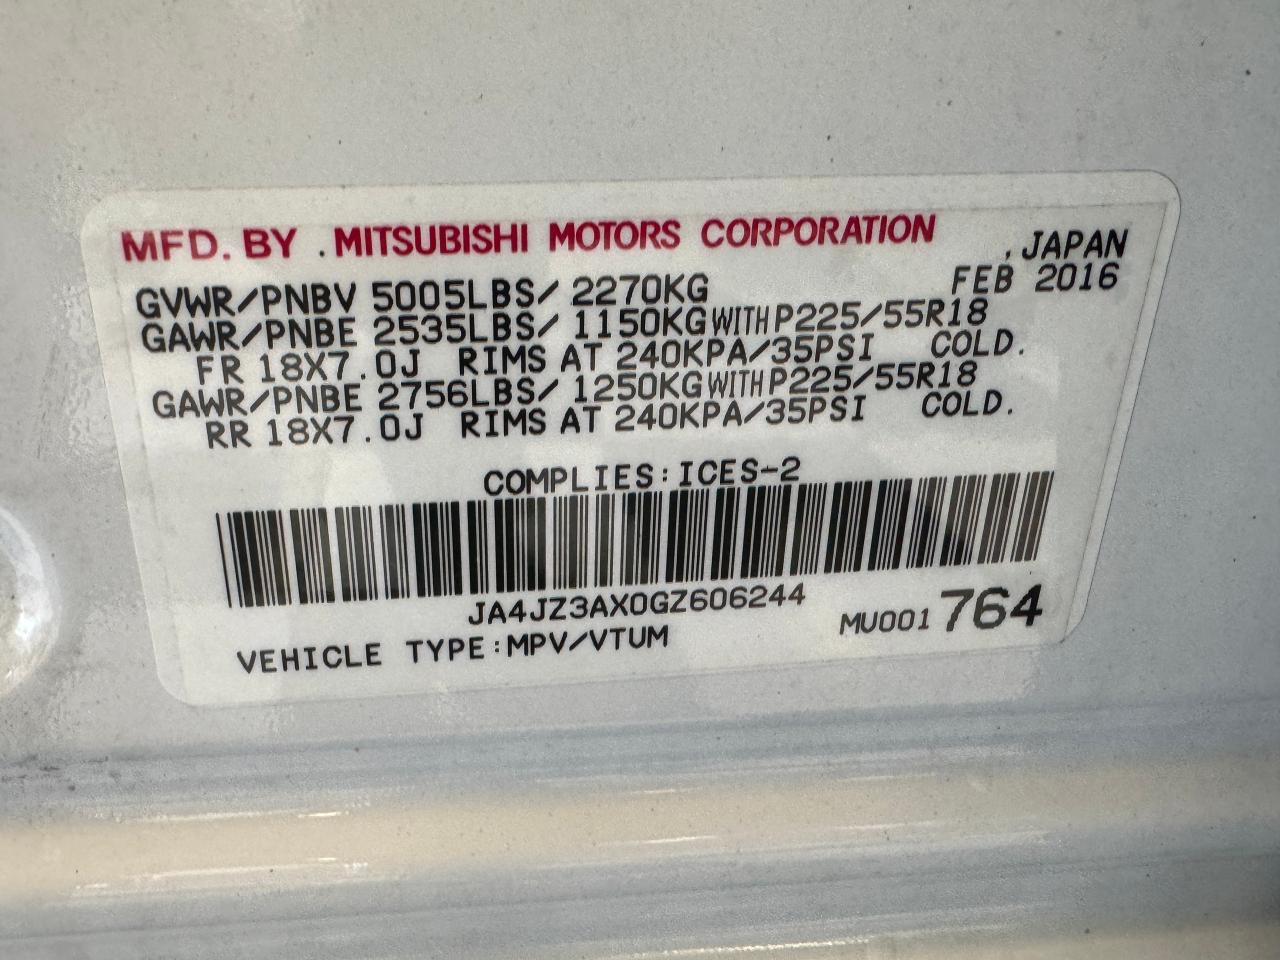 MFD. BY . MITSUBISHI MOTORS CORPORATION
, JAPAN
GVWR/PNBV 5005LBS/ 2270KG FEB 2016
GAWR/PNBE 2535LBS/ 1150KG WITH P225/55R18
FR 18X7.0J RIMS AT 240KPA/35PSI COLD.
GAWR/PNBE 2756LBS/ 1250KG WITH P225/55R18
RR 18X7.0J RIMS AT 240KPA/35PSI COLD.
COMPLIES:ICES-2
JA4JZ3AX0GZ606244
VEHICLE TYPE:MPV/VTUM MU001 764